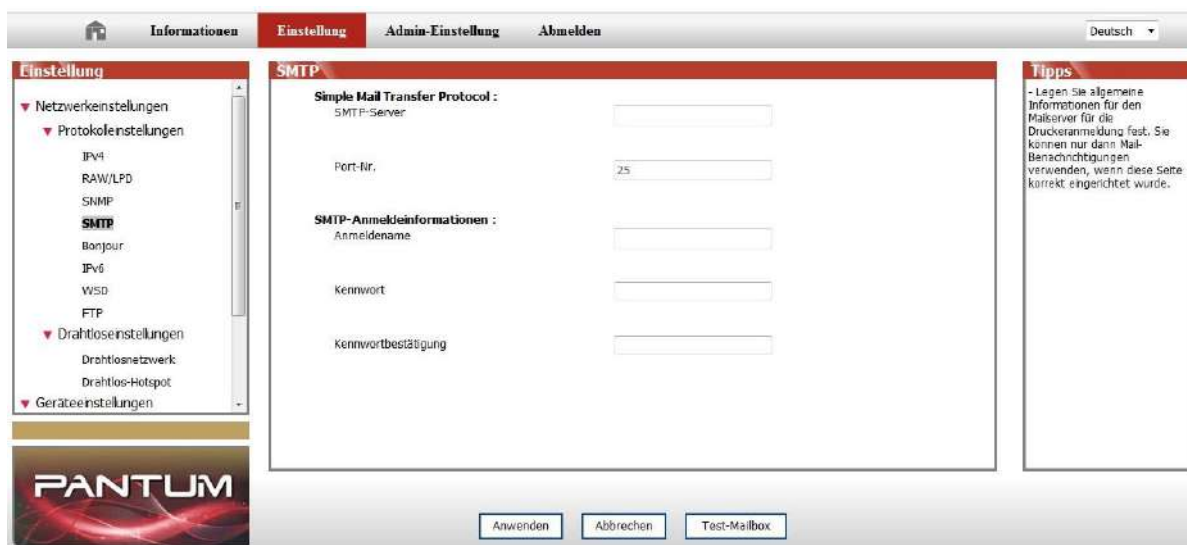 Informationen
Einstellung
Admin-Einstellung
Abmelden
Deutsch
Einstellung
Netzwerkeinstellungen
Protokolleinstellungen
IPv4
RAW/LPD
SNMP
SMTP
Bonjour
IPv6
WSD
FTP
Drahtloseinstellungen
Drahtlosnetzwerk
Drahtlos-Hotspot
Geräteeinstellungen
PANTUM
SMTP
Simple Mail Transfer Protocol :
SMTP-Server
Port-Nr.
25
SMTP-Anmeldeinformationen :
Anmeldename
Kennwort
Kennwortbestätigung
Anwenden
Abbrechen
Test-Mailbox
Tipps
- Legen Sie allgemeine
Informationen für den
Mailserver für die
Druckeranmeldung fest. Sie
können nur dann Mail-
Benachrichtigungen
verwenden, wenn diese Seite
korrekt eingerichtet wurde.